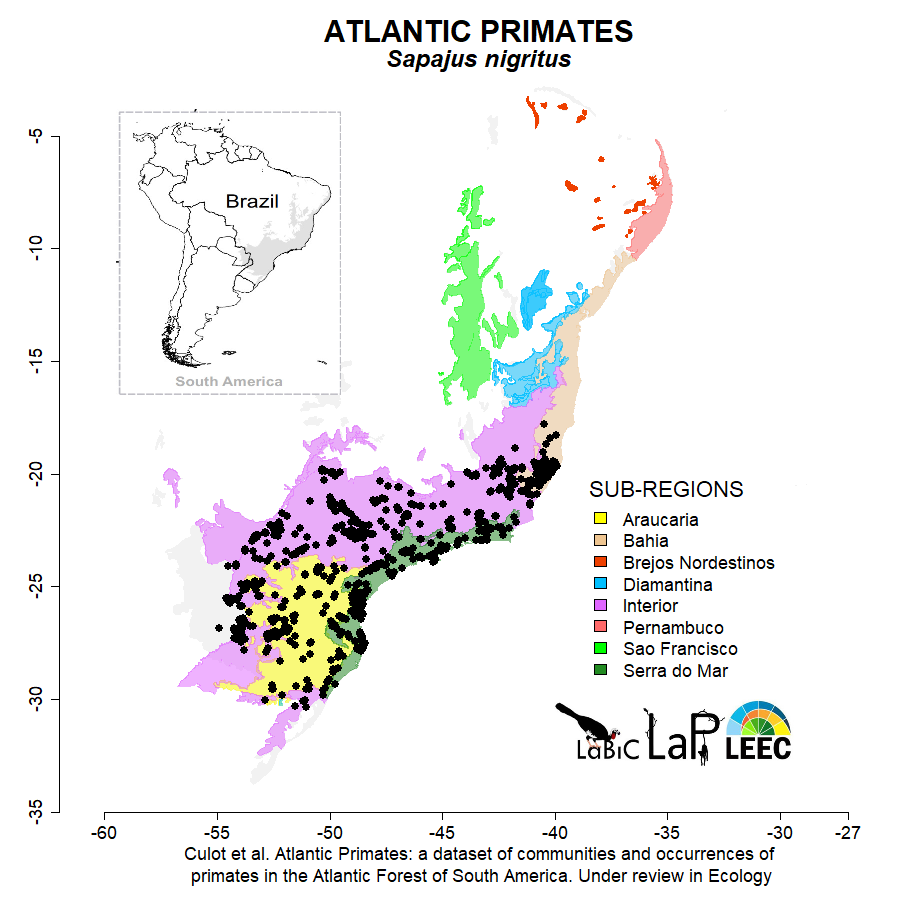 ATLANTIC PRIMATES
Sapajus nigritus
-5
-10
-15
-20
-25
-30
-35
Brazil
South America
SUB-REGIONS
Araucaria
Bahia
Brejos Nordestinos
Diamantina
Interior
Pernambuco
Sao Francisco
Serra do Mar
LaBiC LaP LEEC
-60 -55 -50 -45 -40 -35 -30 -27
Culot et al. Atlantic Primates: a dataset of communities and occurrences of
primates in the Atlantic Forest of South America. Under review in Ecology